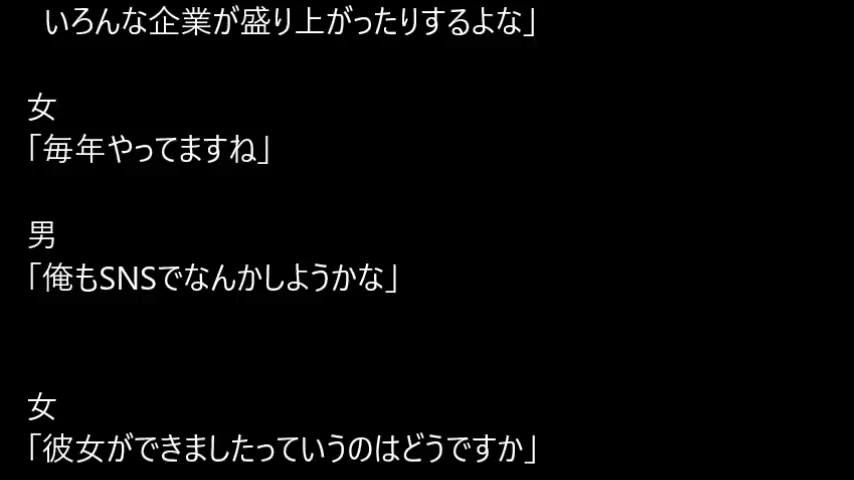 いろんな企業が盛り上がったりするよな」
女
「毎年やってますね」
男
「俺もSNSでなんかしようかな」
女
「彼女ができましたっていうのはどうですか」